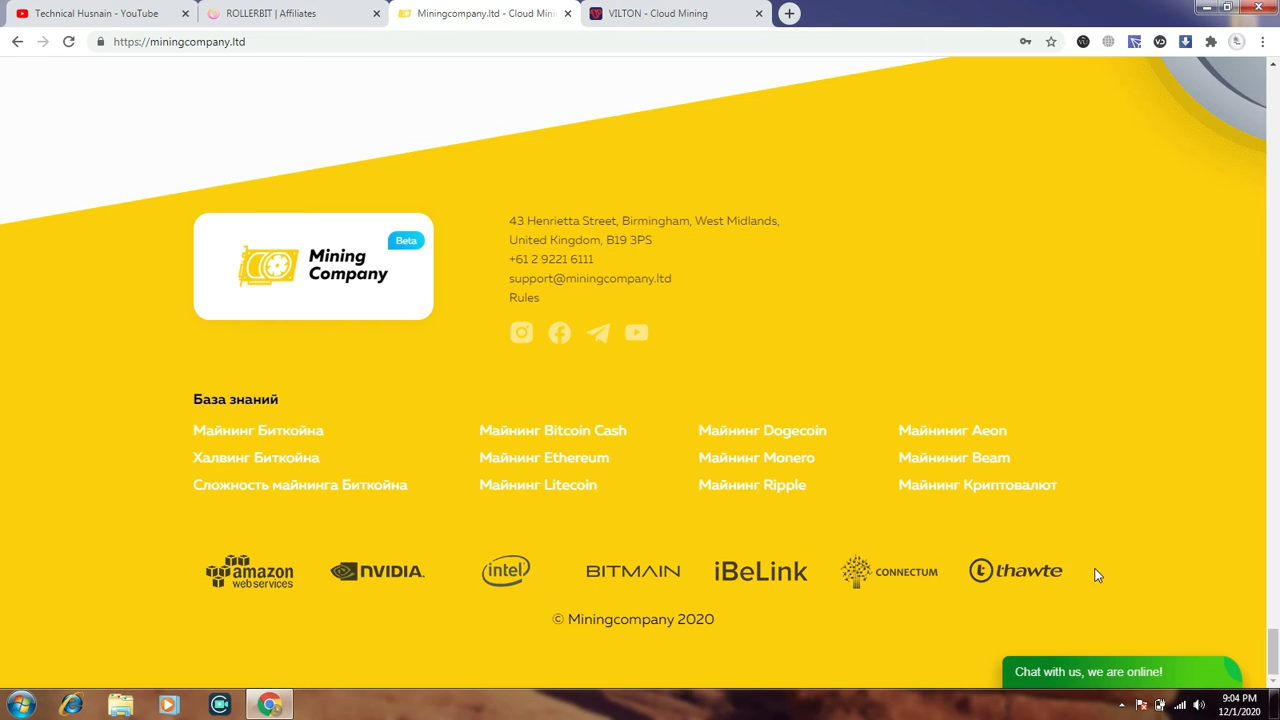 Technical Husnain - YouTube
ROLLERBIT | Affiliates
Miningcompany.ltd - Cloud Minin
VILTON - Cloud Mining
https://miningcompany.ltd
Beta
Mining
Company
43 Henrietta Street, Birmingham, West Midlands,
United Kingdom, B19 3PS
+61 2 9221 6111
support@miningcompany.ltd
Rules
База знаний
Майнинг Биткойна
Майнинг Bitcoin Cash
Майнинг Dogecoin
Майниниг Aeon
Халвинг Биткойна
Майнинг Ethereum
Майнинг Monero
Майниниг Beam
Сложность майнинга Биткойна
Майнинг Litecoin
Майнинг Ripple
Майнинг Криптовалют
amazon
web services
NVIDIA.
intel
BITMAIN
iBeLink
CONNECTUM
thawte
© Miningcompany 2020
Chat with us, we are online!
9:04 PM
12/1/2020